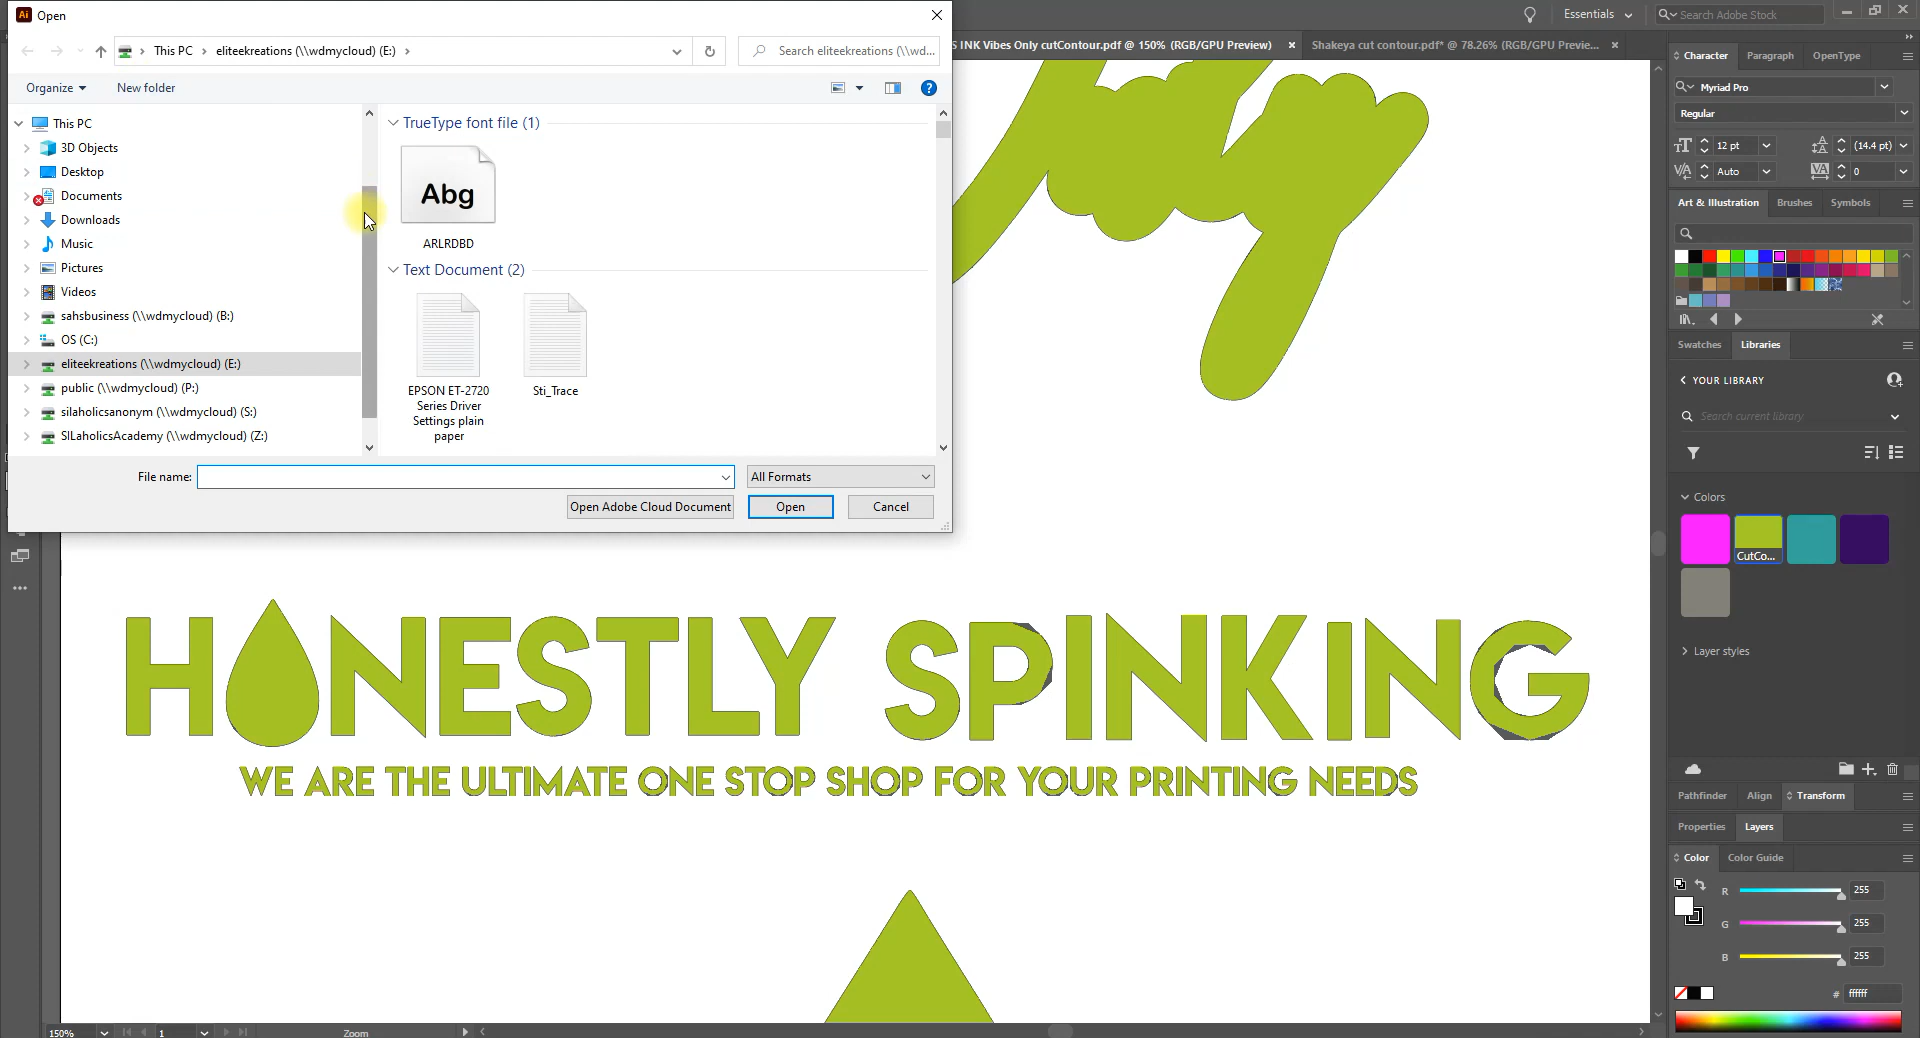 Ai Open
Essentials
Search Adobe Stock
This PC > eliteekreations (\\wdmycloud) (E:) >
Search eliteekreations (\\wd...
S INK Vibes Only cutContour.pdf @ 150% (RGB/GPU Preview)
Shakeya cut contour.pdf* @ 78.26% (RGB/GPU Previe...
Organize
New folder
This PC
3D Objects
Desktop
Documents
Downloads
Music
Pictures
Videos
sahsbusiness (\\wdmycloud) (B:)
OS (C:)
eliteekreations (\\wdmycloud) (E:)
public (\\wdmycloud) (P:)
silaholicsanonym (\\wdmycloud) (S:)
SILaholicsAcademy (\\wdmycloud) (Z:)
TrueType font file (1)
Abg
ARLRDBD
Text Document (2)
EPSON ET-2720
Series Driver
Settings plain
paper
Sti_Trace
File name:
All Formats
Open Adobe Cloud Document
Open
Cancel
HONESTLY SPINKING
WE ARE THE ULTIMATE ONE STOP SHOP FOR YOUR PRINTING NEEDS
Character
Paragraph
OpenType
Myriad Pro
Regular
12 pt
(14.4 pt)
Auto
0
Art & Illustration
Brushes
Symbols
Swatches
Libraries
YOUR LIBRARY
Search current library
Colors
CutCo...
Layer styles
Pathfinder
Align
Transform
Properties
Layers
Color
Color Guide
R 255
G 255
B 255
# ffffff
150%
1
Zoom